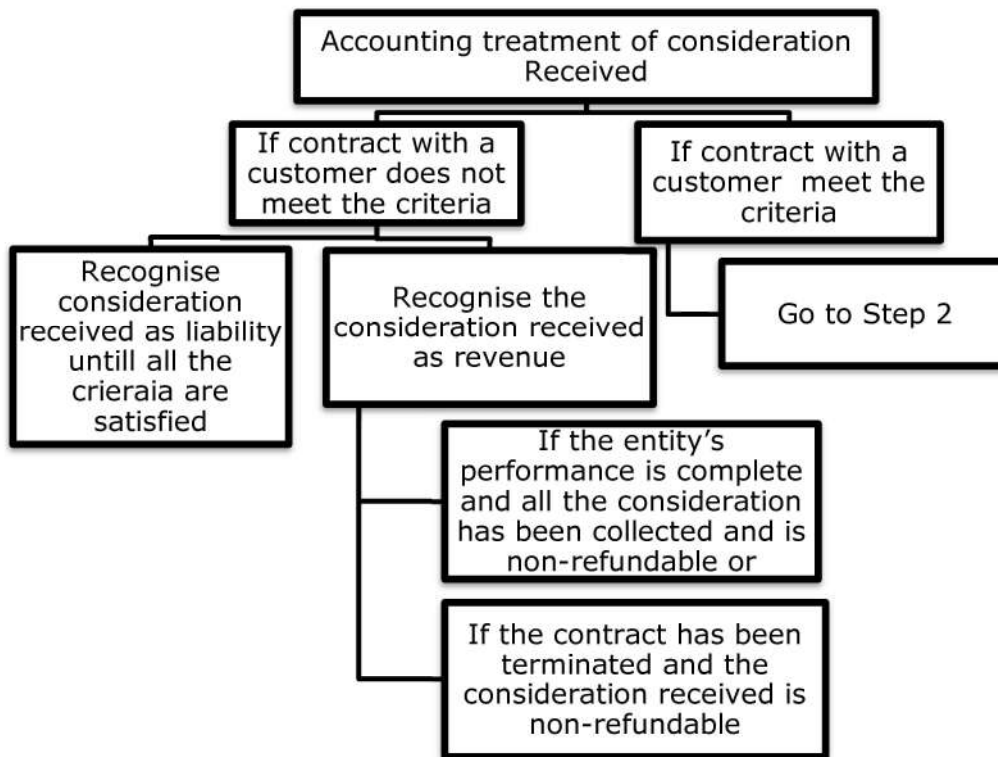 Accounting treatment of consideration
Received
If contract with a
customer does not
meet the criteria
If contract with a
customer meet the
criteria
Recognise
consideration
received as liability
untill all the
crieraia are
satisfied
Recognise the
consideration received
as revenue
Go to Step 2
If the entity’s
performance is complete
and all the consideration
has been collected and is
non-refundable or
If the contract has been
terminated and the
consideration received is
non-refundable